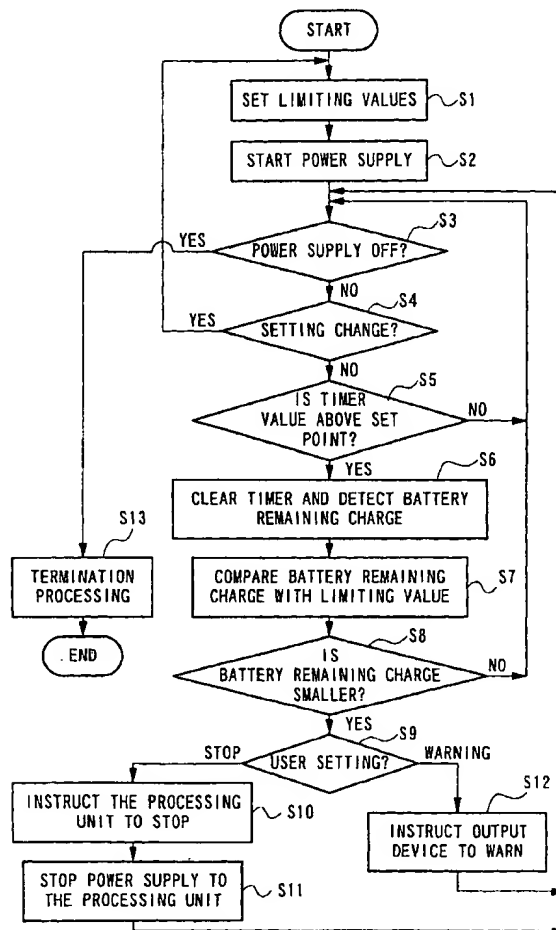 START
SET LIMITING VALUES
S1
START POWER SUPPLY
S2
S3
YES
POWER SUPPLY OFF?
NO
S4
YES
SETTING CHANGE?
NO
S5
IS TIMER
VALUE ABOVE SET
POINT?
NO
YES
S6
CLEAR TIMER AND DETECT BATTERY
REMAINING CHARGE
S13
TERMINATION
PROCESSING
COMPARE BATTERY REMAINING
CHARGE WITH LIMITING VALUE
S7
END
S8
IS
BATTERY REMAINING CHARGE
SMALLER?
NO
YES
S9
STOP
USER SETTING?
WARNING
INSTRUCT THE PROCESSING
UNIT TO STOP
S10
S12
INSTRUCT OUTPUT
DEVICE TO WARN
STOP POWER SUPPLY TO
THE PROCESSING UNIT
S11